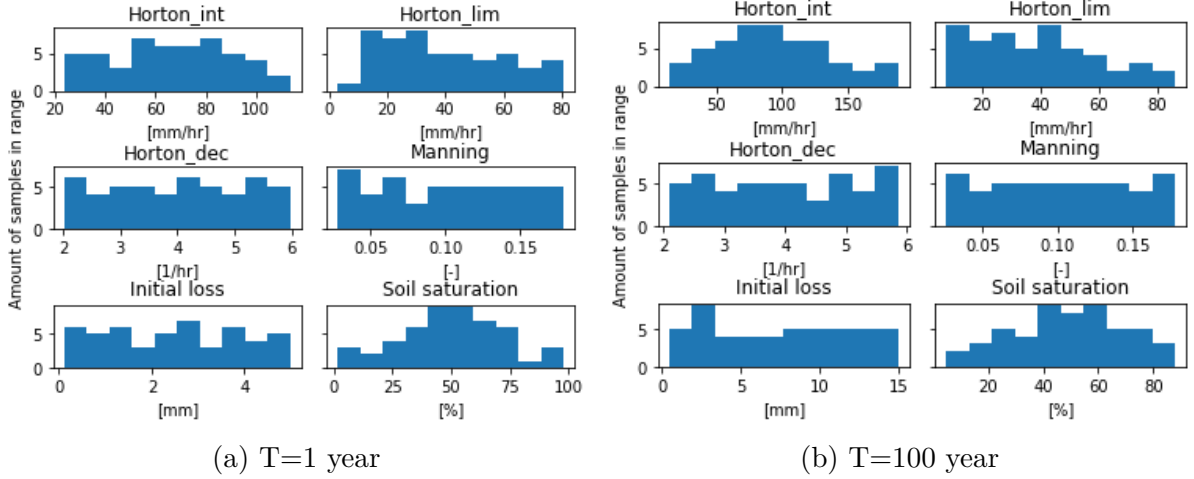 Horton_int
Horton_lim
5
0
20
40
60
80
100
0
20
40
60
80
[mm/hr]
[mm/hr]
Horton_dec
Manning
5
0
2
3
4
5
6
0.05
0.10
0.15
[1/hr]
[-]
Initial loss
Soil saturation
5
0
0
2
4
0
25
50
75
100
[mm]
[%]
Amount of samples in range
(a) T=1 year
Horton_int
Horton_lim
5
0
50
100
150
20
40
60
80
[mm/hr]
[mm/hr]
Horton_dec
Manning
5
0
2
3
4
5
6
0.05
0.10
0.15
[1/hr]
[-]
Initial loss
Soil saturation
5
0
0
5
10
15
20
40
60
80
[mm]
[%]
Amount of samples in range
(b) T=100 year